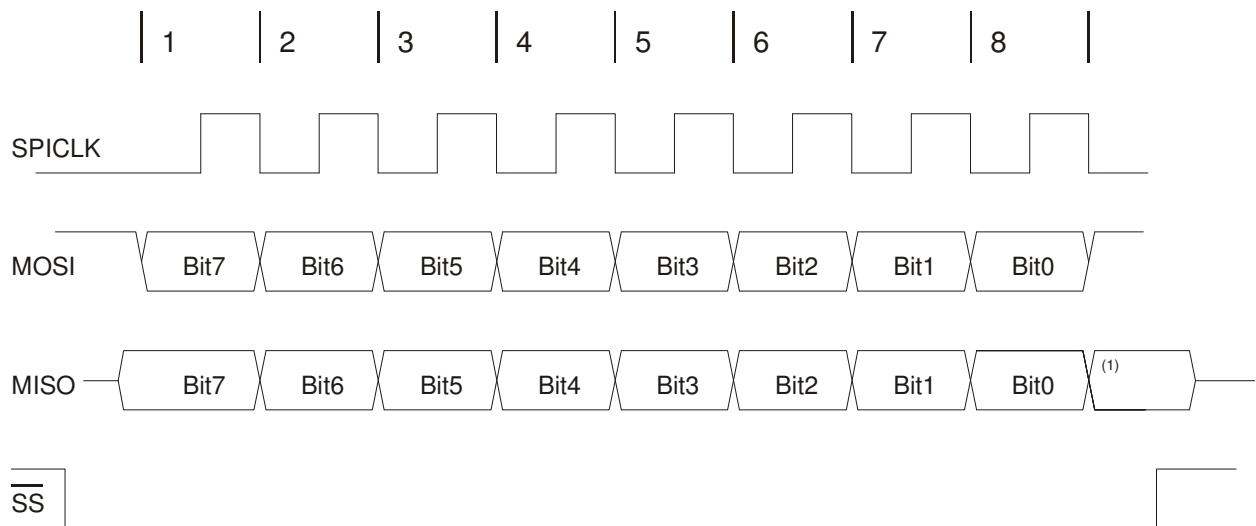 1 2 3 4 5 6 7 8
SPICLK
MOSI Bit7 Bit6 Bit5 Bit4 Bit3 Bit2 Bit1 Bit0
MISO Bit7 Bit6 Bit5 Bit4 Bit3 Bit2 Bit1 Bit0 (1)
SS